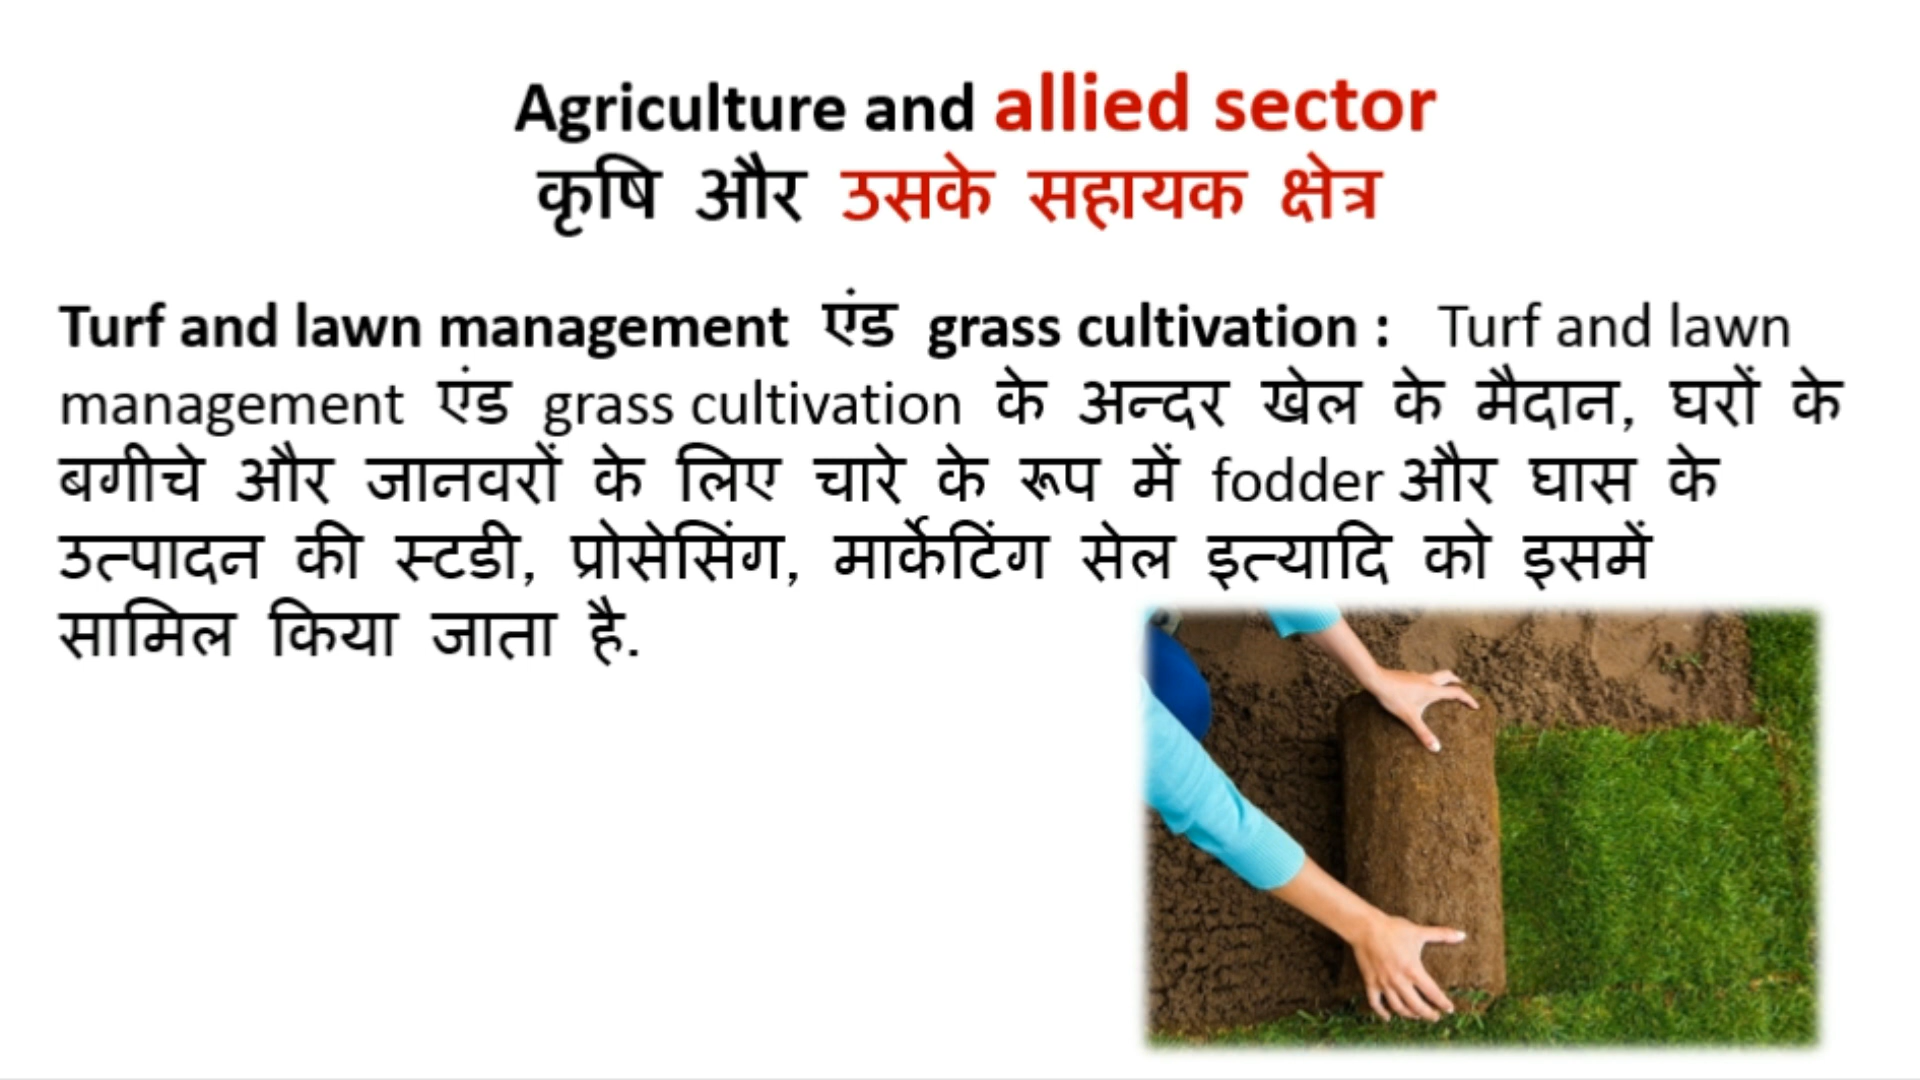 Agriculture and allied sector
कृषि और उसके सहायक क्षेत्र
Turf and lawn management एंड grass cultivation : Turf and lawn
management एंड grass cultivation के अन्दर खेल के मैदान, घरों के
बगीचे और जानवरों के लिए चारे के रूप में fodder और घास के
उत्पादन की स्टडी, प्रोसेसिंग, मार्केटिंग सेल इत्यादि को इसमें
सामिल किया जाता है.